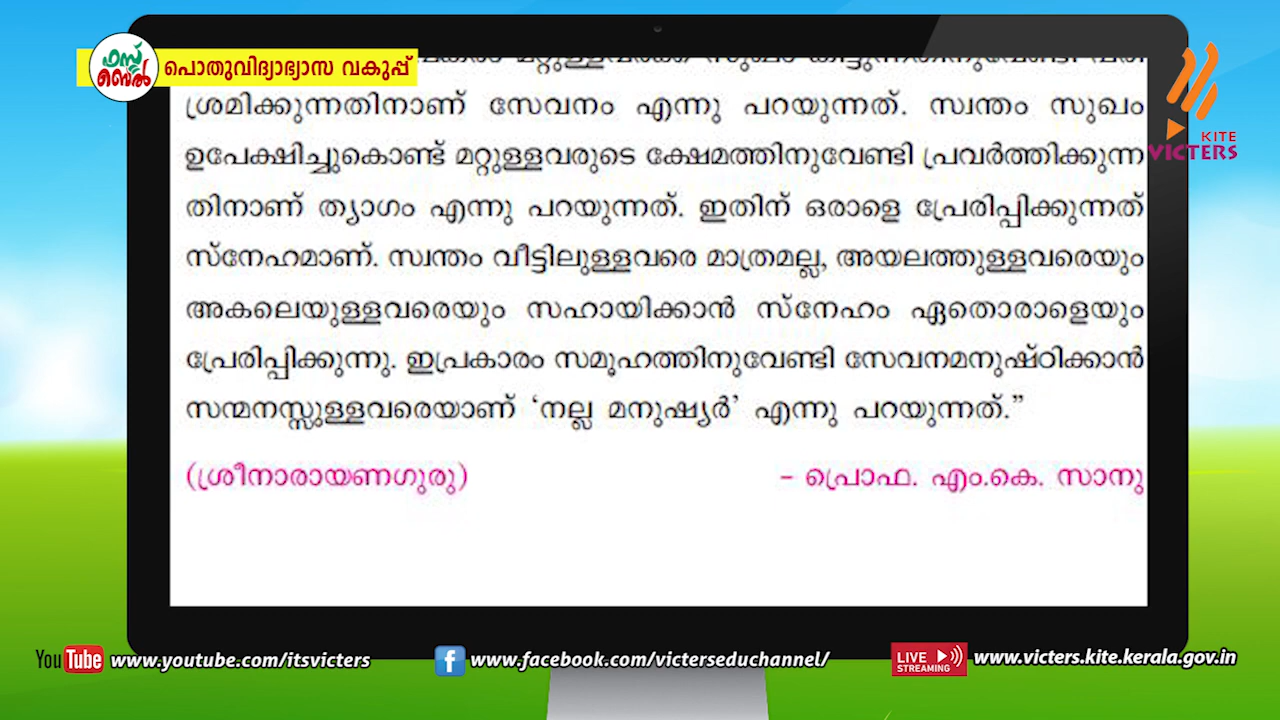 ഫസ്റ്റ്
ബെൽ
പൊതുവിദ്യാഭ്യാസ വകുപ്പ്
മറ്റുള്ളവർക്ക് സുഖം കിട്ടുന്നതിനുവേണ്ടി
ശ്രമിക്കുന്നതിനാണ് സേവനം എന്നു പറയുന്നത്. സ്വന്തം സുഖം
ഉപേക്ഷിച്ചുകൊണ്ട് മറ്റുള്ളവരുടെ ക്ഷേമത്തിനുവേണ്ടി പ്രവർത്തിക്കുന്ന
തിനാണ് ത്യാഗം എന്നു പറയുന്നത്. ഇതിന് ഒരാളെ പ്രേരിപ്പിക്കുന്നത്
സ്നേഹമാണ്. സ്വന്തം വീട്ടിലുള്ളവരെ മാത്രമല്ല, അയലത്തുള്ളവരെയും
അകലെയുള്ളവരെയും സഹായിക്കാൻ സ്നേഹം ഏതൊരാളെയും
പ്രേരിപ്പിക്കുന്നു. ഇപ്രകാരം സമൂഹത്തിനുവേണ്ടി സേവനമനുഷ്ഠിക്കാൻ
സന്മനസ്സുള്ളവരെയാണ് ‘നല്ല മനുഷ്യർ’ എന്നു പറയുന്നത്.”
(ശ്രീനാരായണഗുരു) – പ്രൊഫ. എം.കെ. സാനു
KITE
VICTERS
YouTube www.youtube.com/itsvicters
f www.facebook.com/victerseduchannel/
LIVE
STREAMING
www.victers.kite.kerala.gov.in